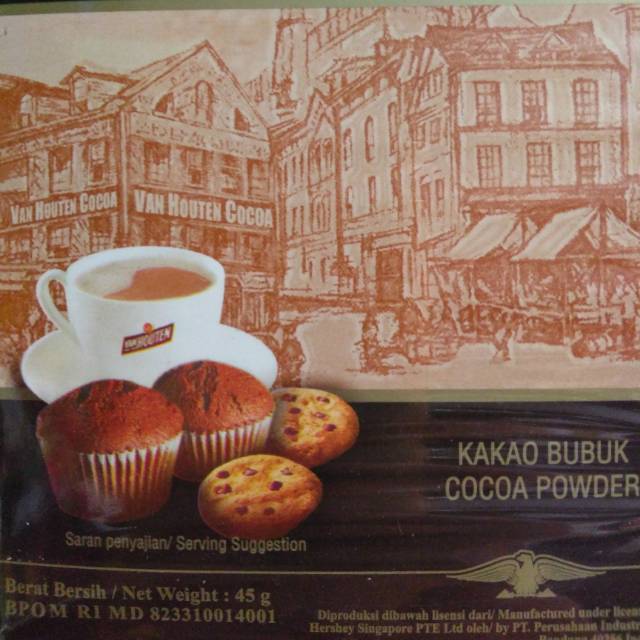 VAN HOUTEN COCOA
VAN HOUTEN COCOA
VAN HOUTEN
KAKAO BUBUK
COCOA POWDER
Saran penyajian/ Serving Suggestion
Berat Bersih / Net Weight : 45 g
BPOM RI MD 823310014001
Diproduksi dibawah lisensi dari/ Manufactured under
Hershey Singapore PTE Ltd oleh/ by PT. Perusahaan